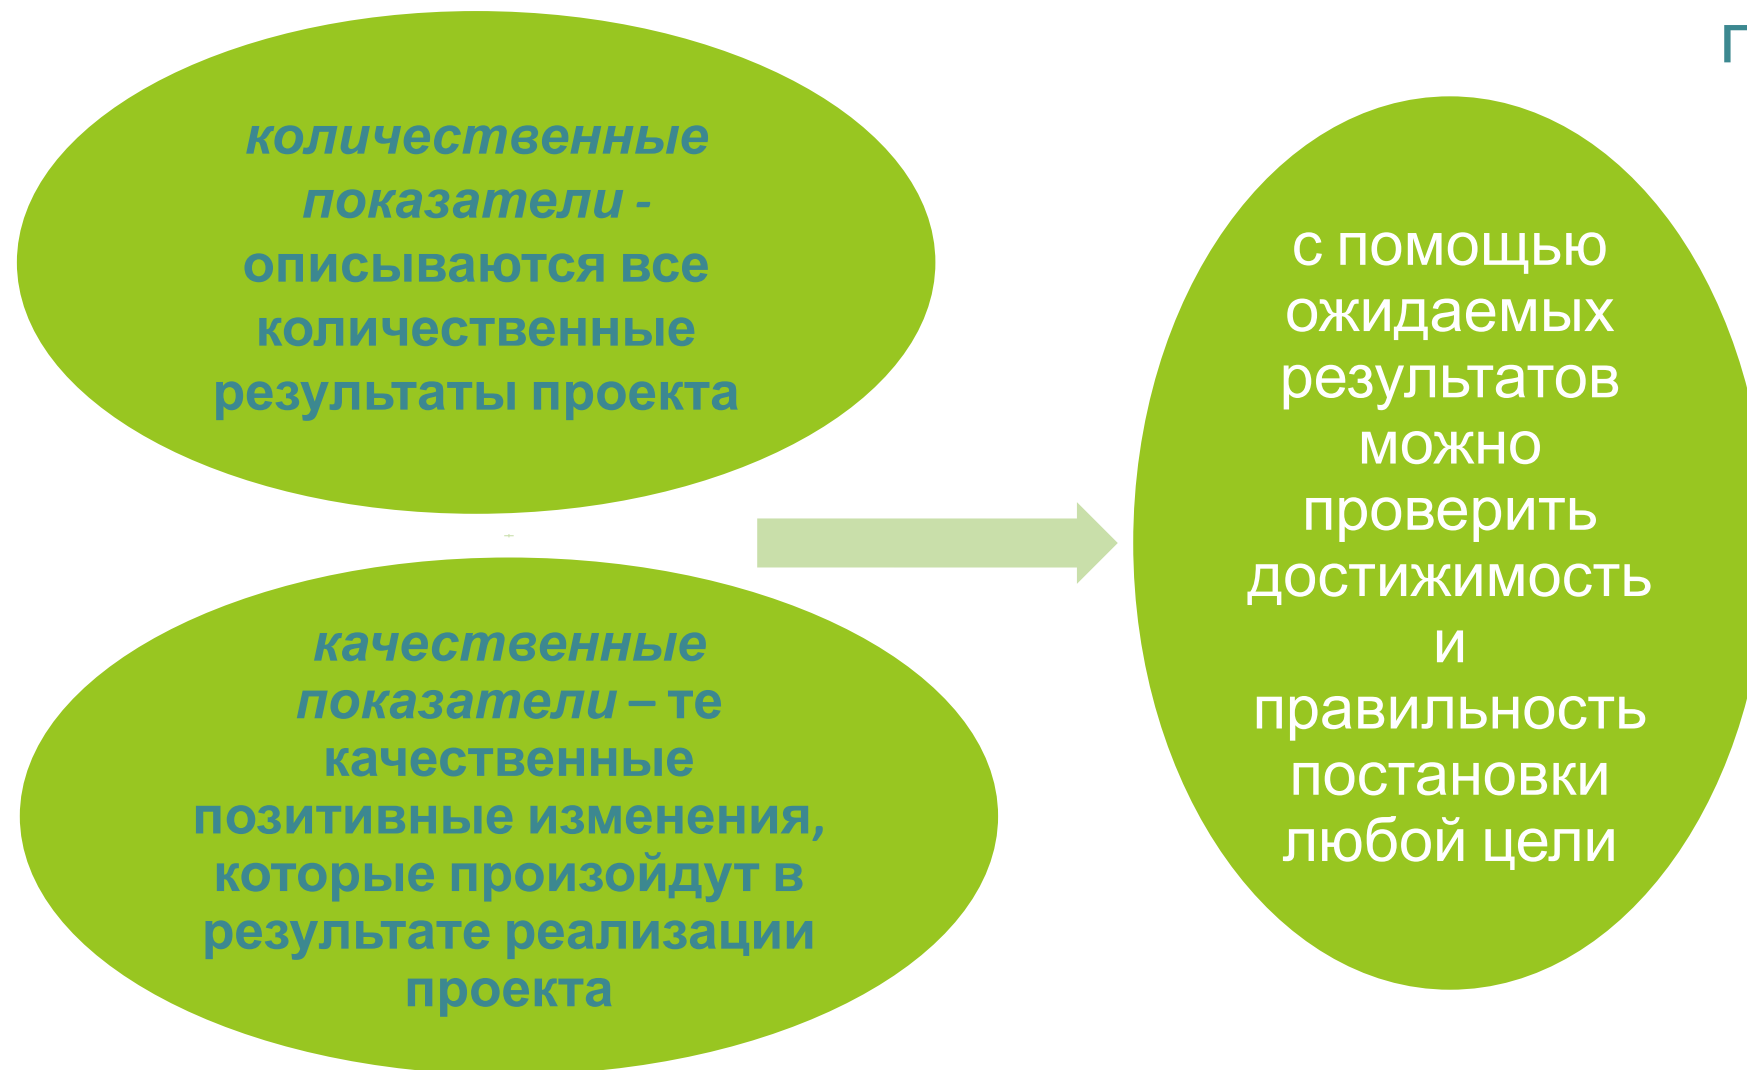 количественные
показатели -
описываются все
количественные
результаты проекта
качественные
показатели – те
качественные
позитивные изменения,
которые произойдут в
результате реализации
проекта
с помощью
ожидаемых
результатов
можно
проверить
достижимость
и
правильность
постановки
любой цели